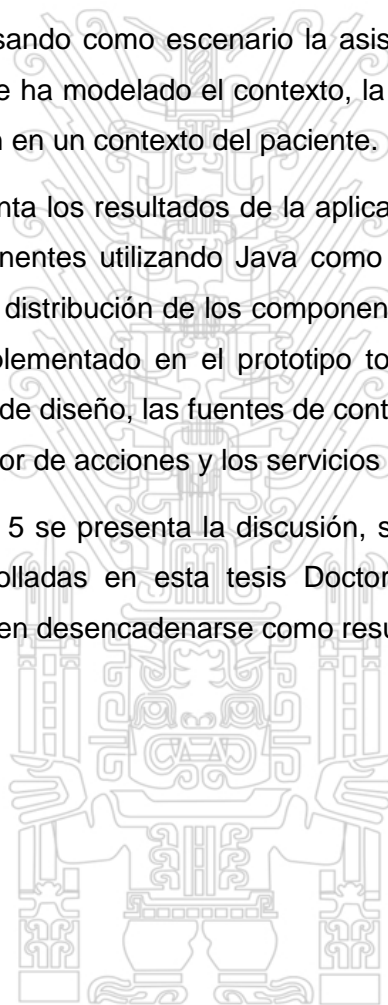 sando como escenario la asis
e ha modelado el contexto, la
n en un contexto del paciente.
nta los resultados de la aplica
nentes utilizando Java como
distribución de los componen
plementado en el prototipo to
de diseño, las fuentes de cont
or de acciones y los servicios
5 se presenta la discusión, s
olladas en esta tesis Doctor
en desencadenarse como resu